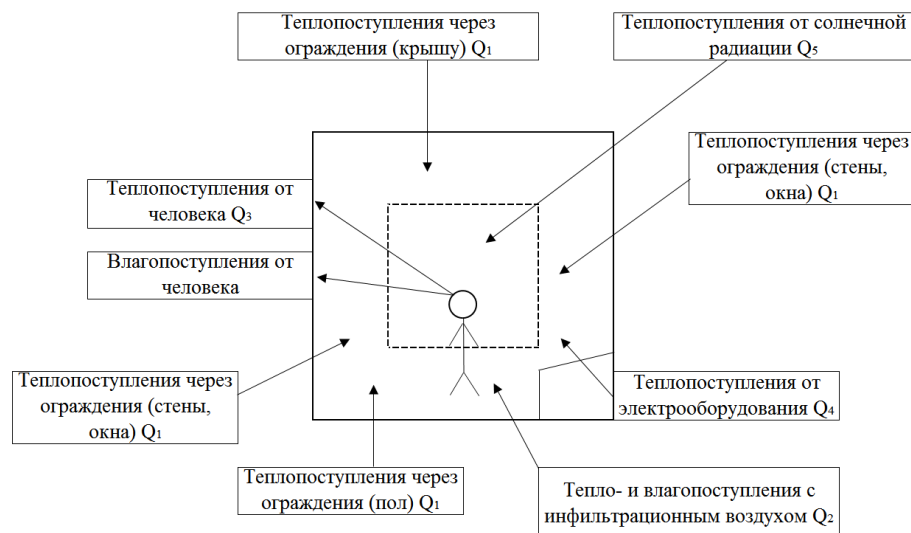 Теплопоступления через
ограждения (крышу) Q₁
Теплопоступления от солнечной
радиации Q₅
Теплопоступления через
ограждения (стены,
окна) Q₁
Теплопоступления от
человека Q₃
Влагопоступления от
человека
Теплопоступления через
ограждения (стены,
окна) Q₁
Теплопоступления от
электрооборудования Q₄
Теплопоступления через
ограждения (пол) Q₁
Тепло- и влагопоступления с
инфильтрационным воздухом Q₂